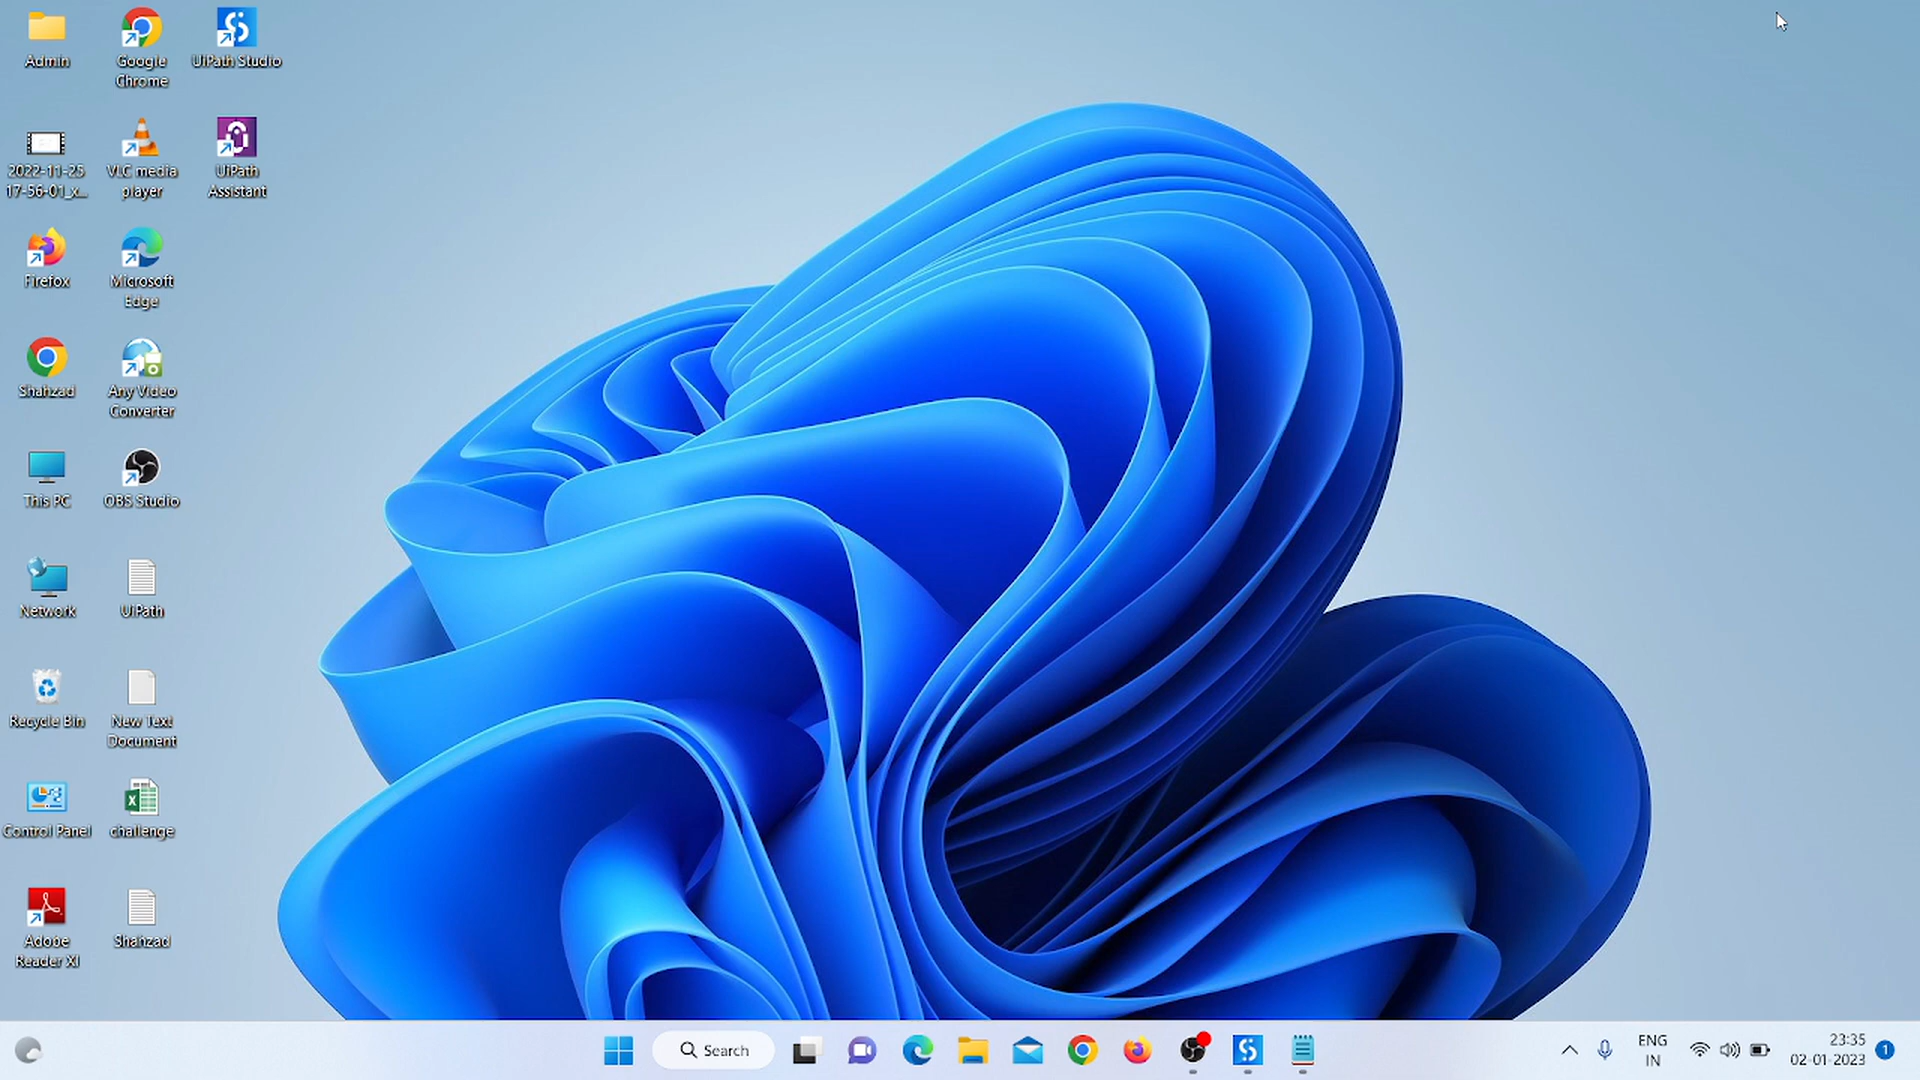 Admin
Google
Chrome
UiPath Studio
2022-11-25
17-56-01_x...
VLC media
player
UiPath
Assistant
Firefox
Microsoft
Edge
Shahzad
Any Video
Converter
This PC
OBS Studio
Network
UiPath
Recycle Bin
New Text
Document
Control Panel
challenge
Adobe
Reader XI
Shahzad
Search
ENG
IN
23:35
02-01-2023
1